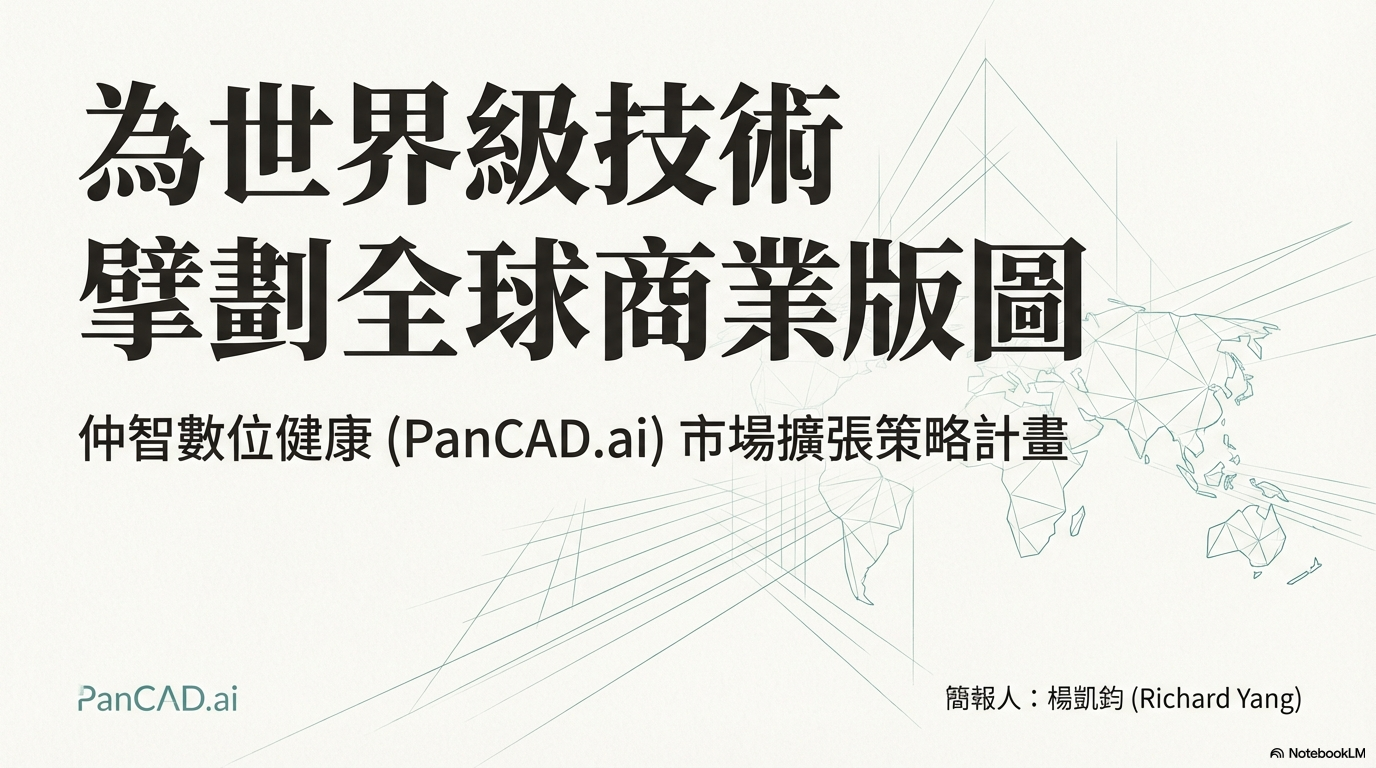 為世界級技術
擘劃全球商業版圖
仲智數位健康 (PanCAD.ai) 市場擴張策略計畫
PanCAD.ai
簡報人：楊凱鈞 (Richard Yang)
NotebookLM